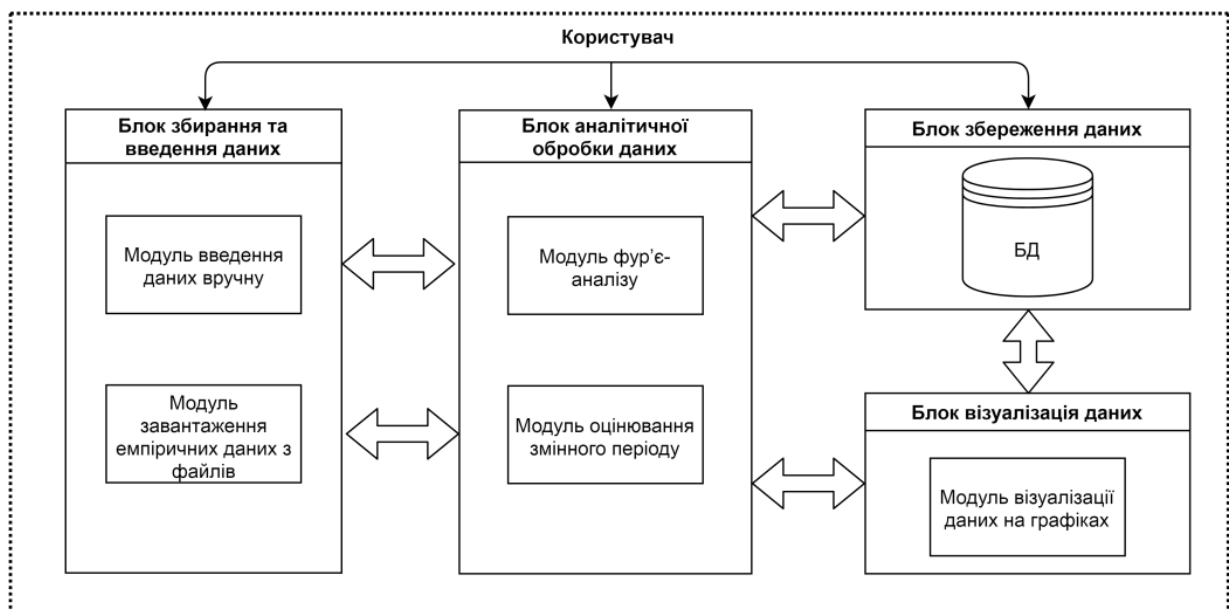 Користувач
Блок збирання та
введення даних
Модуль введення
даних вручну
Модуль
завантаження
емпіричних даних з
файлів
Блок аналітичної
обробки даних
Модуль фур’є-
аналізу
Модуль оцінювання
змінного періоду
Блок збереження даних
БД
Блок візуалізація даних
Модуль візуалізації
даних на графіках